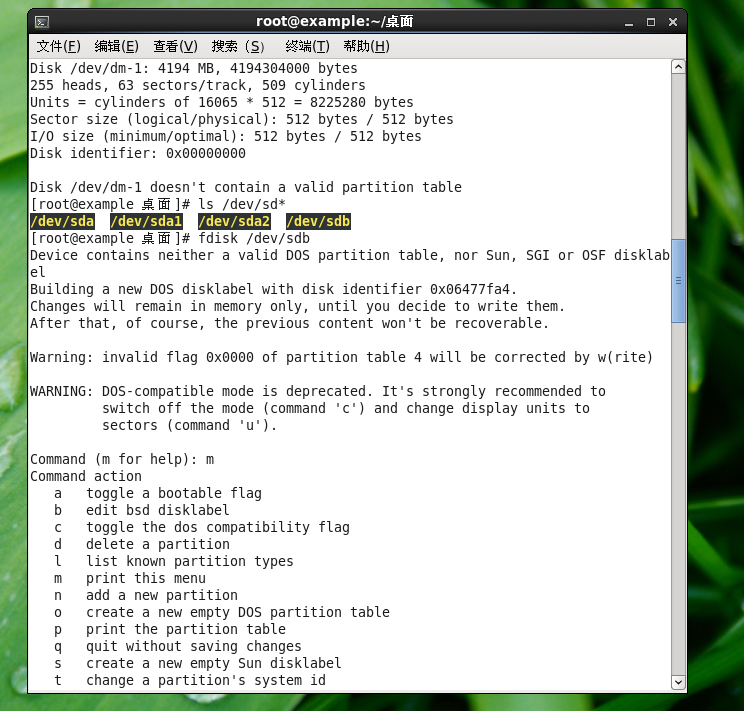 root@example:~/桌面
文件(F) 编辑(E) 查看(V) 搜索 (S) 终端(T) 帮助(H)
Disk /dev/dm-1: 4194 MB, 4194304000 bytes
255 heads, 63 sectors/track, 509 cylinders
Units = cylinders of 16065 * 512 = 8225280 bytes
Sector size (logical/physical): 512 bytes / 512 bytes
I/O size (minimum/optimal): 512 bytes / 512 bytes
Disk identifier: 0x00000000
Disk /dev/dm-1 doesn't contain a valid partition table
[root@example 桌面]# ls /dev/sd*
/dev/sda /dev/sda1 /dev/sda2 /dev/sdb
[root@example 桌面]# fdisk /dev/sdb
Device contains neither a valid DOS partition table, nor Sun, SGI or OSF disklab
el
Building a new DOS disklabel with disk identifier 0x06477fa4.
Changes will remain in memory only, until you decide to write them.
After that, of course, the previous content won't be recoverable.
Warning: invalid flag 0x0000 of partition table 4 will be corrected by w(rite)
WARNING: DOS-compatible mode is deprecated. It's strongly recommended to
switch off the mode (command 'c') and change display units to
sectors (command 'u').
Command (m for help): m
Command action
a toggle a bootable flag
b edit bsd disklabel
c toggle the dos compatibility flag
d delete a partition
l list known partition types
m print this menu
n add a new partition
o create a new empty DOS partition table
p print the partition table
q quit without saving changes
s create a new empty Sun disklabel
t change a partition's system id